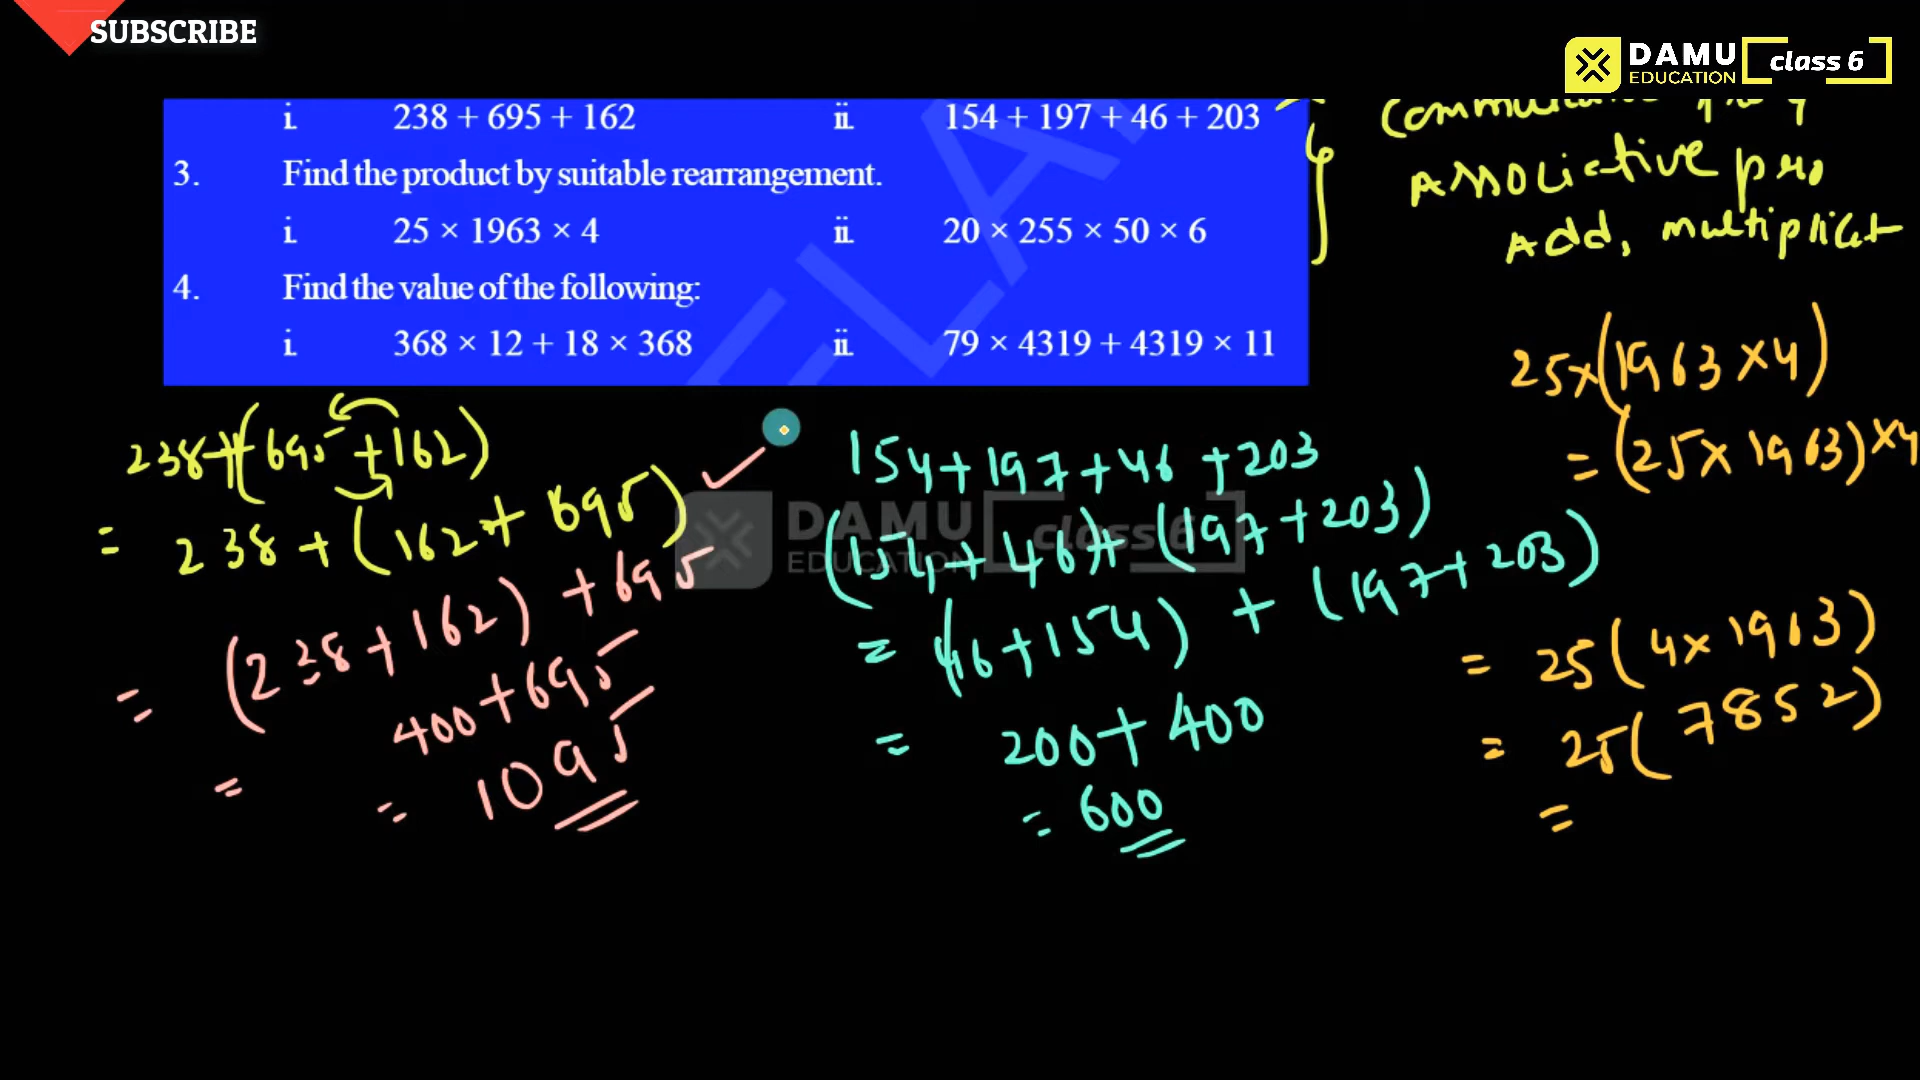 SUBSCRIBE
DAMU
EDUCATION
class 6
i. 238 + 695 + 162 ii. 154 + 197 + 46 + 203
3. Find the product by suitable rearrangement.
i. 25 × 1963 × 4 ii. 20 × 255 × 50 × 6
4. Find the value of the following:
i. 368 × 12 + 18 × 368 ii. 79 × 4319 + 4319 × 11
Associative pro
Add, multiplicat
238+(695+162)
= 238+(162+695)
= (238+162)+695
= 400+695
= 1095
154+197+46+203
(154+46)+(197+203)
= (46+154)+(197+203)
= 200+400
= 600
25×(1963×4)
= (25×1963)×4
= 25(4×1963)
= 25(7852)
=
DAMU
EDUCATION
class 6